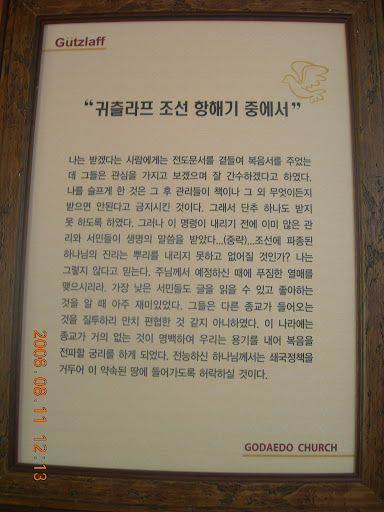 Gützlaff
“귀츨라프 조선 항해기 중에서”
나는 받겠다는 사람에게는 전도문서를 곁들여 복음서를 주었는
데 그들은 관심을 가지고 보겠으며 잘 간수하겠다고 하였다.
나를 슬프게 한 것은 그 후 관리들이 책이나 그 외 무엇이든지
받으면 안된다고 금지시킨 것이다. 그래서 단추 하나도 받지
못 하도록 하였다. 그러나 이 명령이 내리기 전에 이미 많은 관
리와 서민들이 생명의 말씀을 받았다...(중략)...조선에 파종된
하나님의 진리는 뿌리를 내리지 못하고 없어질 것인가? 나는
그렇지 않다고 믿는다. 주님께서 예정하신 때에 푸짐한 열매를
맺으시리라. 가장 낮은 서민들도 글을 읽을 수 있고 좋아하는
것을 알 때 아주 재미있었다. 그들은 다른 종교가 들어오는
것을 질투하리 만치 편협한 것 같지 아니하였다. 이 나라에는
종교가 거의 없는 것이 명백하여 우리는 용기를 내어 복음을
전파할 궁리를 하게 되었다. 전능하신 하나님께서는 쇄국정책을
거두어 이 약속된 땅에 들어가도록 허락하실 것이다.
GODAEDO CHURCH
2006.08.11 12:13